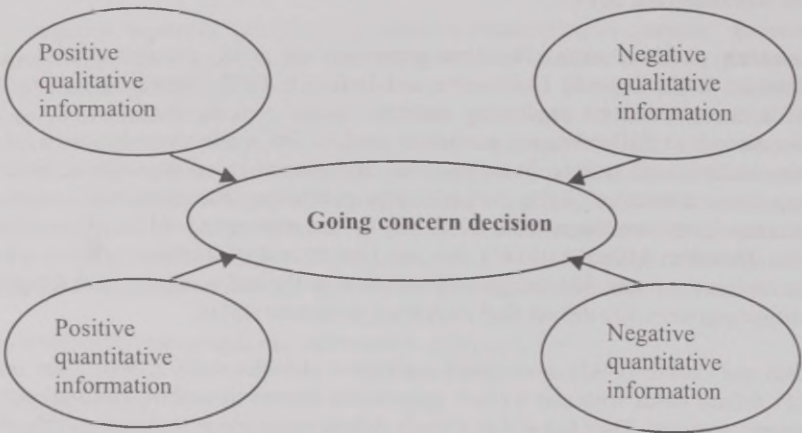 Positive
qualitative
information
Negative
qualitative
information
Going concern decision
Positive
quantitative
information
Negative
quantitative
information